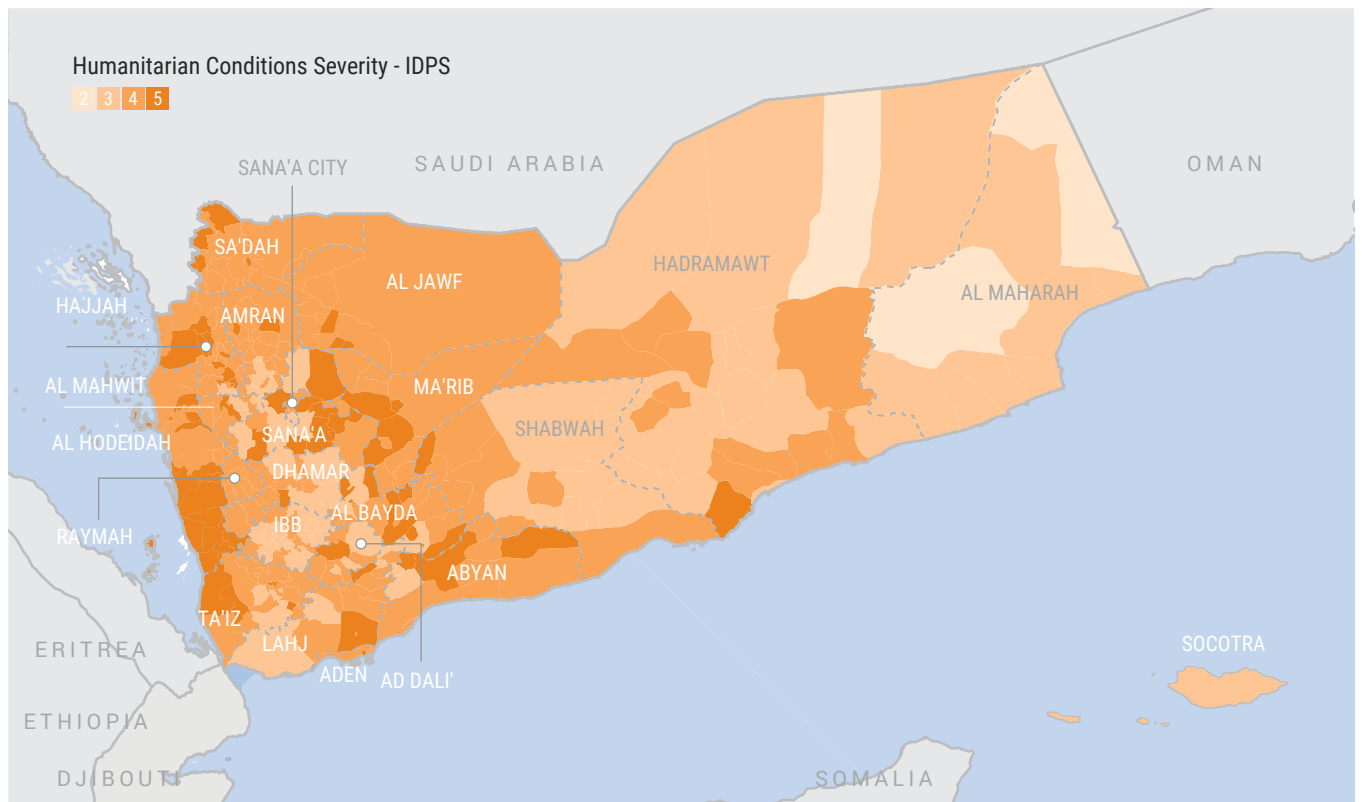 Humanitarian Conditions Severity - IDPS
2 3 4 5
SANA'A CITY
SAUDI ARABIA
OMAN
SA'DAH
HADRAMAWT
AL JAWF
AL MAHARAH
HAJJAH
AMRAN
AL MAHWIT
MA'RIB
SHABWAH
AL HODEIDAH
SANA'A
DHAMAR
AL BAYDA
IBB
RAYMAH
ABYAN
TA'IZ
LAHJ
ERITREA
SOCOTRA
ADEN
AD DALI'
ETHIOPIA
DJIBOUTI
SOMALIA